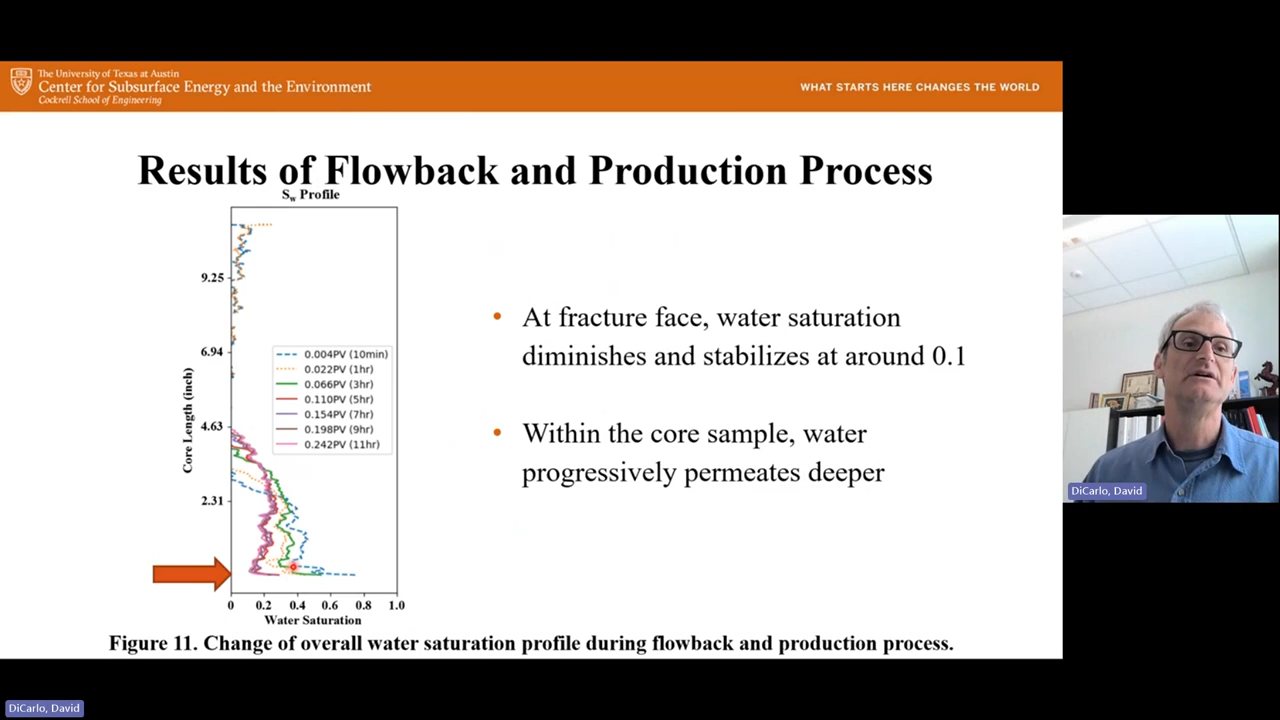 The University of Texas at Austin
Center for Subsurface Energy and the Environment
Cockrell School of Engineering
WHAT STARTS HERE CHANGES THE WORLD
Results of Flowback and Production Process
Sw Profile
9.25
6.94
4.63
2.31
Core Length (inch)
0.004PV (10min)
0.022PV (1hr)
0.066PV (3hr)
0.110PV (5hr)
0.154PV (7hr)
0.198PV (9hr)
0.242PV (11hr)
0 0.2 0.4 0.6 0.8 1.0
Water Saturation
• At fracture face, water saturation
diminishes and stabilizes at around 0.1
• Within the core sample, water
progressively permeates deeper
Figure 11. Change of overall water saturation profile during flowback and production process.
DiCarlo, David
DiCarlo, David